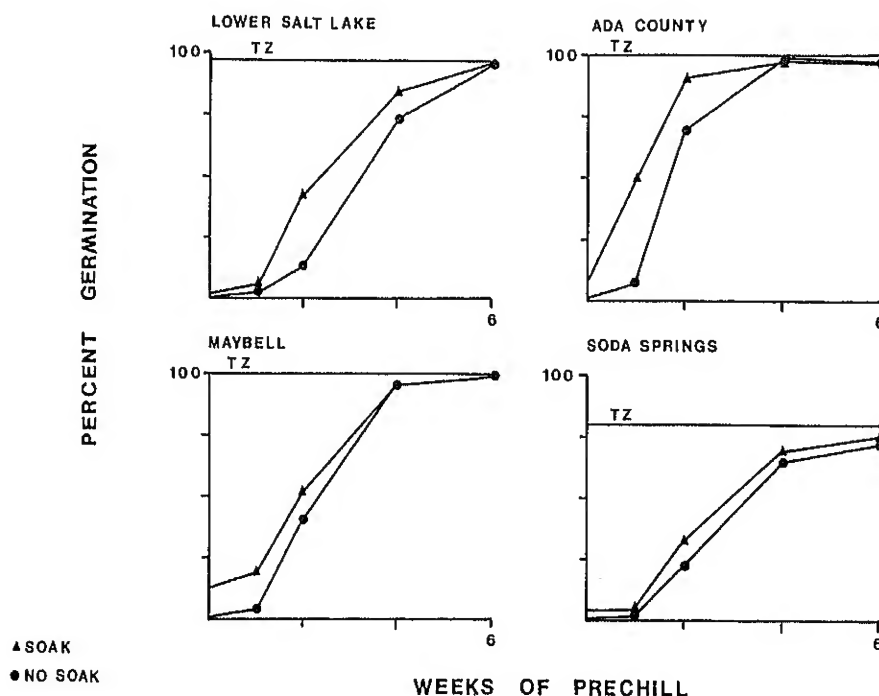 LOWER SALT LAKE
100
TZ
6
ADA COUNTY
100
TZ
6
MAYBELL
100
TZ
6
SODA SPRINGS
100
TZ
6
PERCENT GERMINATION
SOAK
NO SOAK
WEEKS OF PRECHILL